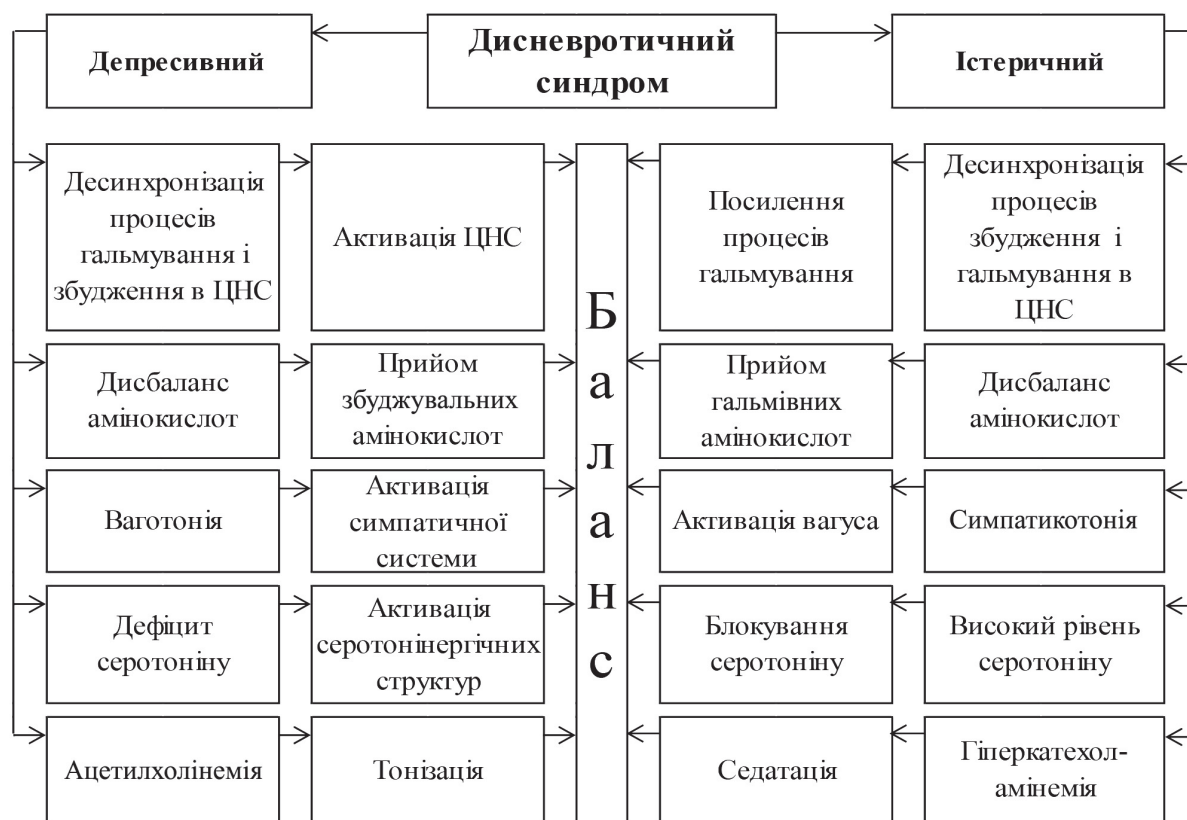 Депресивний
Дисневротичний
синдром
Істеричний
Десинхронізація
процесів
гальмування і
збудження в ЦНС
Активація ЦНС
Посилення
процесів
гальмування
Десинхронізація
процесів
збудження і
гальмування в
ЦНС
Дисбаланс
амінокислот
Прийом
збуджувальних
амінокислот
Прийом
гальмівних
амінокислот
Дисбаланс
амінокислот
Ваготонія
Активація
симпатичної
системи
Активація вагуса
Симпатикотонія
Дефіцит
серотоніну
Активація
серотонінергічних
структур
Блокування
серотоніну
Високий рівень
серотоніну
Ацетилхолінемія
Тонізація
Седатація
Гіперкатехол-
амінемія
Баланс